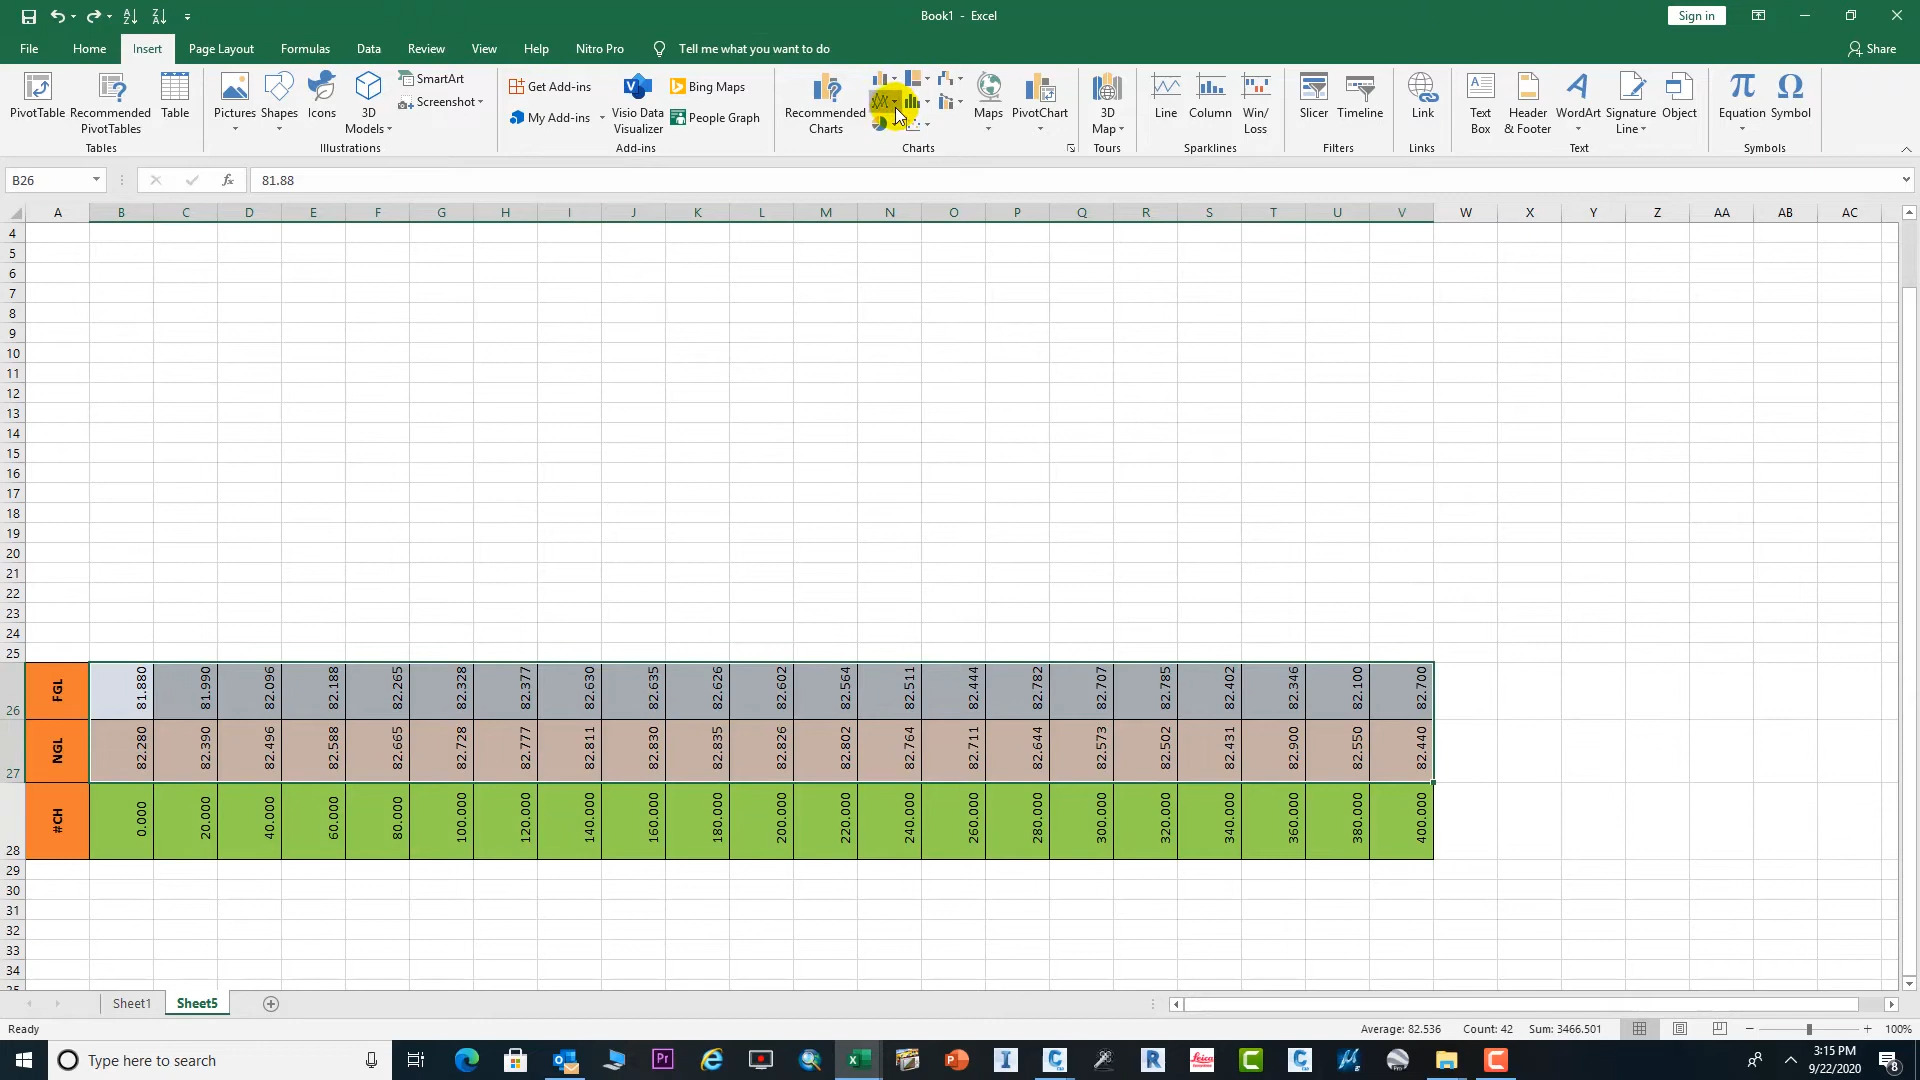 Book1 - Excel
Sign in
File Home Insert Page Layout Formulas Data Review View Help Nitro Pro Tell me what you want to do Share
PivotTable Recommended PivotTables Table
Tables
Pictures Shapes Icons 3D Models SmartArt Screenshot
Illustrations
Get Add-ins My Add-ins Visio Data Visualizer Bing Maps People Graph
Add-ins
Recommended Charts Maps PivotChart
Charts
3D Map
Tours
Line Column Win/ Loss
Sparklines
Slicer Timeline
Filters
Link
Links
Text Box Header & Footer WordArt Signature Line Object
Text
Equation Symbol
Symbols
B26 fx 81.88
A B C D E F G H I J K L M N O P Q R S T U V W X Y Z AA AB AC
4
5
6
7
8
9
10
11
12
13
14
15
16
17
18
19
20
21
22
23
24
25
26 FGL 81.880 81.990 82.096 82.188 82.265 82.328 82.377 82.630 82.635 82.626 82.602 82.564 82.511 82.444 82.782 82.707 82.785 82.402 82.346 82.100 82.700
27 NGL 82.280 82.390 82.496 82.588 82.665 82.728 82.777 82.811 82.830 82.835 82.826 82.802 82.764 82.711 82.644 82.573 82.502 82.431 82.900 82.550 82.440
28 #CH 0.000 20.000 40.000 60.000 80.000 100.000 120.000 140.000 160.000 180.000 200.000 220.000 240.000 260.000 280.000 300.000 320.000 340.000 360.000 380.000 400.000
29
30
31
32
33
34
35
Sheet1 Sheet5
Ready Average: 82.536 Count: 42 Sum: 3466.501 100%
Type here to search
3:15 PM
9/22/2020
8